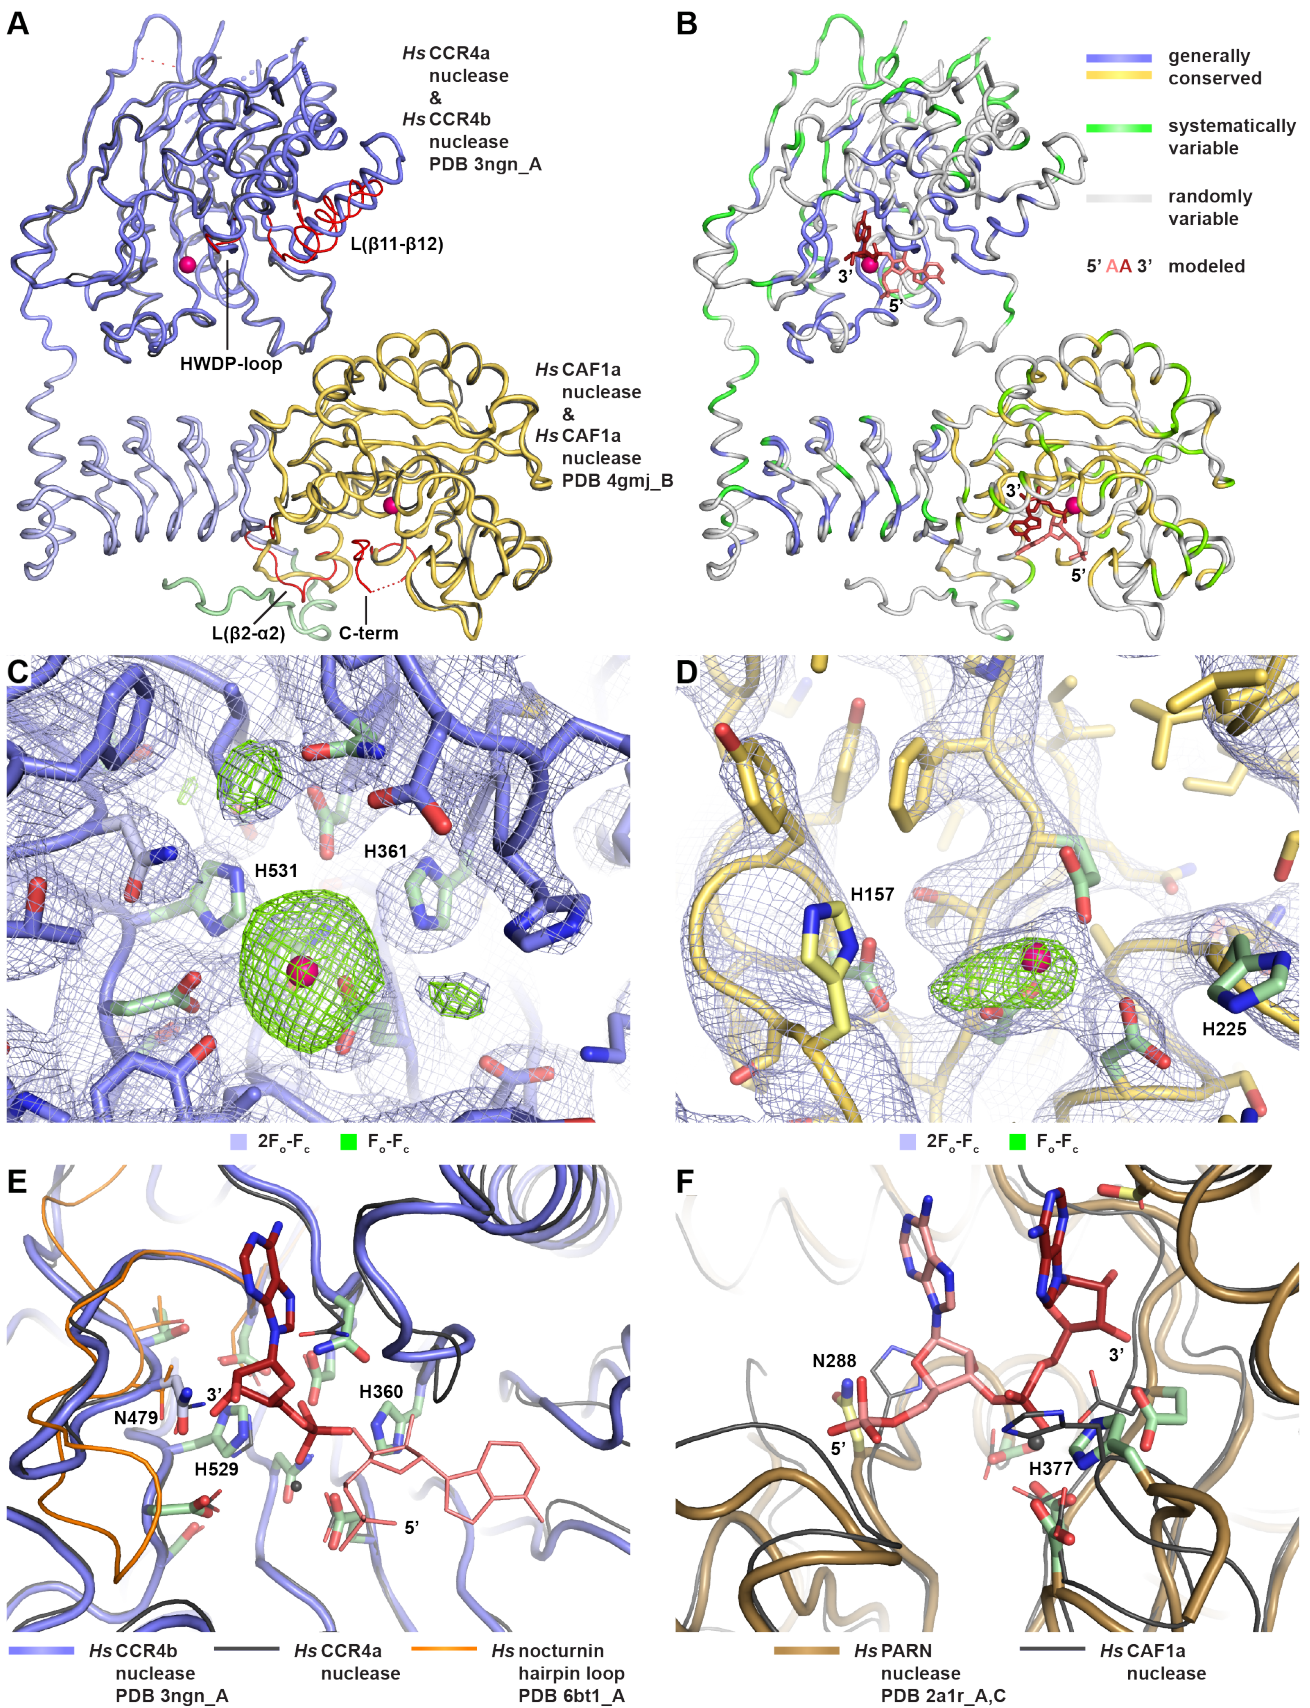 A
Hs CCR4a
nuclease
&
Hs CCR4b
nuclease
PDB 3ngn_A
L(β11-β12)
HWDP-loop
Hs CAF1a
nuclease
&
Hs CAF1a
nuclease
PDB 4gmj_B
L(β2-α2)
C-term
B
generally
conserved
systematically
variable
randomly
variable
5’ AA 3’ modeled
3’
5’
3’
5’
C
H531
H361
2Fo-Fc
Fo-Fc
D
H157
H225
2Fo-Fc
Fo-Fc
E
N479
3’
H360
H529
5’
Hs CCR4b
nuclease
PDB 3ngn_A
Hs CCR4a
nuclease
Hs nocturnin
hairpin loop
PDB 6bt1_A
F
N288
3’
5’
H377
Hs PARN
nuclease
PDB 2a1r_A,C
Hs CAF1a
nuclease